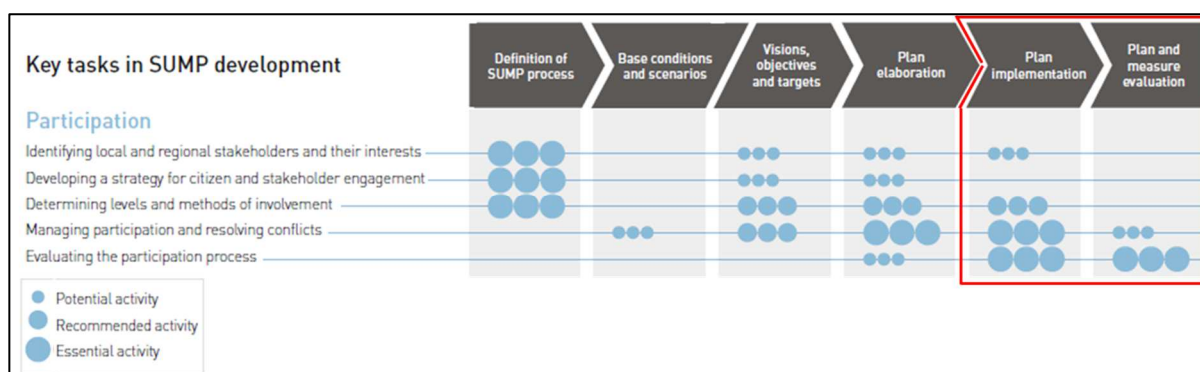 Key tasks in SUMP development
Definition of
SUMP process
Base conditions
and scenarios
Visions,
objectives
and targets
Plan
elaboration
Plan
implementation
Plan and
measure
evaluation
Participation
Identifying local and regional stakeholders and their interests
Developing a strategy for citizen and stakeholder engagement
Determining levels and methods of involvement
Managing participation and resolving conflicts
Evaluating the participation process
Potential activity
Recommended activity
Essential activity